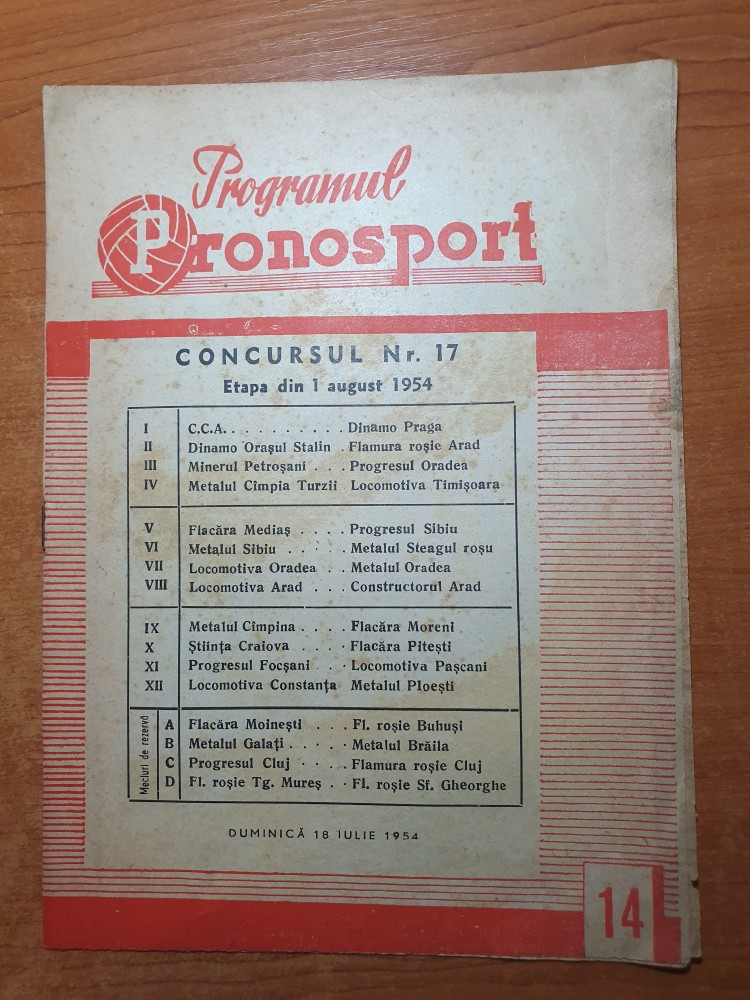 Programul
Pronosport
CONCURSUL Nr. 17
Etapa din 1 august 1954
I C.C.A. . . . . . . . . . Dinamo Praga
II Dinamo Orașul Stalin . Flamura roșie Arad
III Minerul Petroșani . . . Progresul Oradea
IV Metalul Cîmpia Turzii Locomotiva Timișoara
V Flacăra Mediaș . . . . Progresul Sibiu
VI Metalul Sibiu . . . . . Metalul Steagul roșu
VII Locomotiva Oradea . . Metalul Oradea
VIII Locomotiva Arad . . . Constructorul Arad
IX Metalul Cîmpina . . . . Flacăra Moreni
X Știința Craiova . . . . Flacăra Pitești
XI Progresul Focșani . . . Locomotiva Pașcani
XII Locomotiva Constanța Metalul Ploești
Meciuri de rezervă
A Flacăra Moinești . . . Fl. roșie Buhuși
B Metalul Galați . . . . . Metalul Brăila
C Progresul Cluj . . . . Flamura roșie Cluj
D Fl. roșie Tg. Mureș . . Fl. roșie Sf. Gheorghe
DUMINICĂ 18 IULIE 1954
14